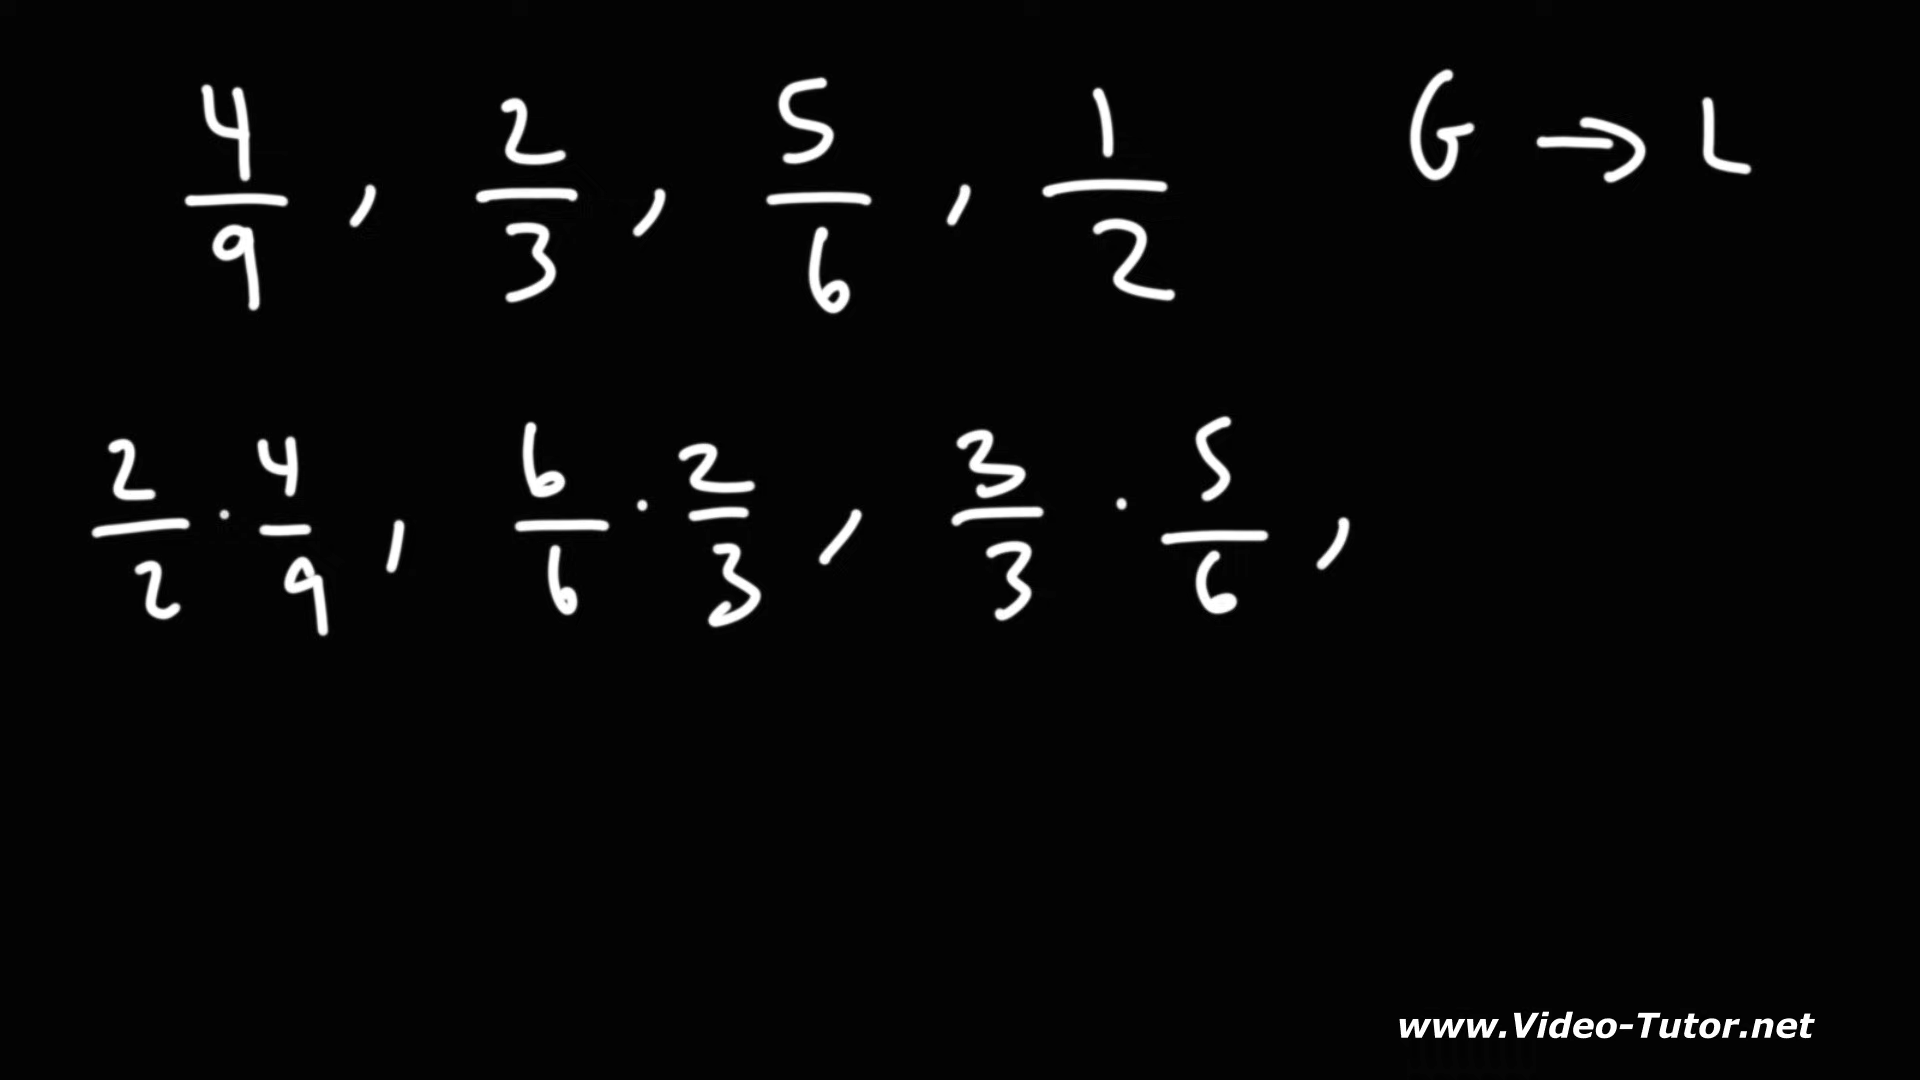 4/9 , 2/3 , 5/6 , 1/2 G → L
2/2 · 4/9 , 6/6 · 2/3 , 3/3 · 5/6 ,
www.Video-Tutor.net